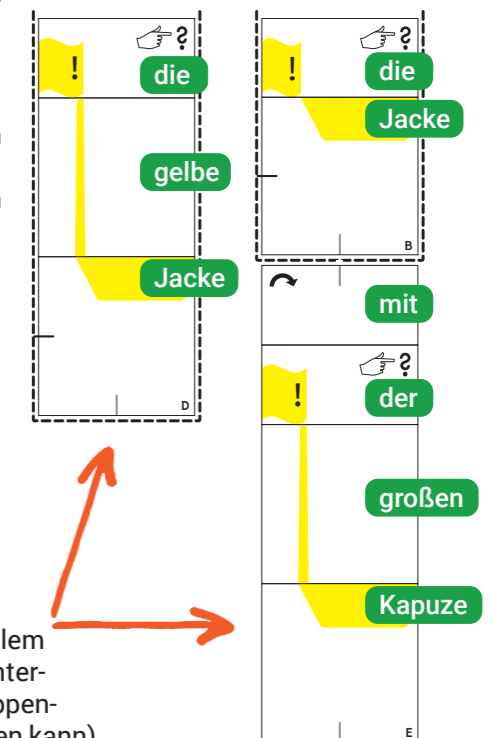 ?
!
die
gelbe
Jacke
D
?
!
die
Jacke
B
mit
?
!
der
großen
Kapuze
E